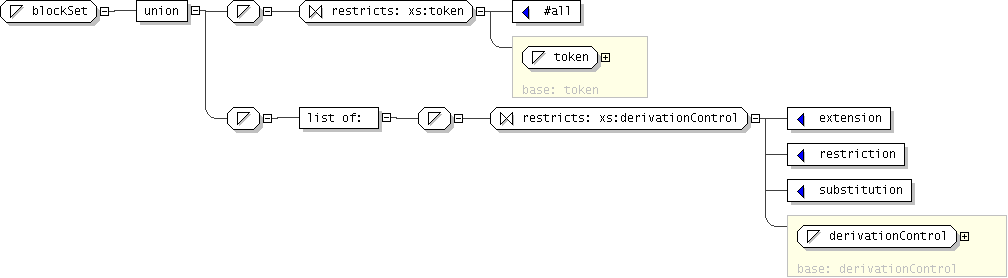 blockSet
union
restricts: xs:token
#all
token
base: token
list of:
restricts: xs:derivationControl
extension
restriction
substitution
derivationControl
base: derivationControl